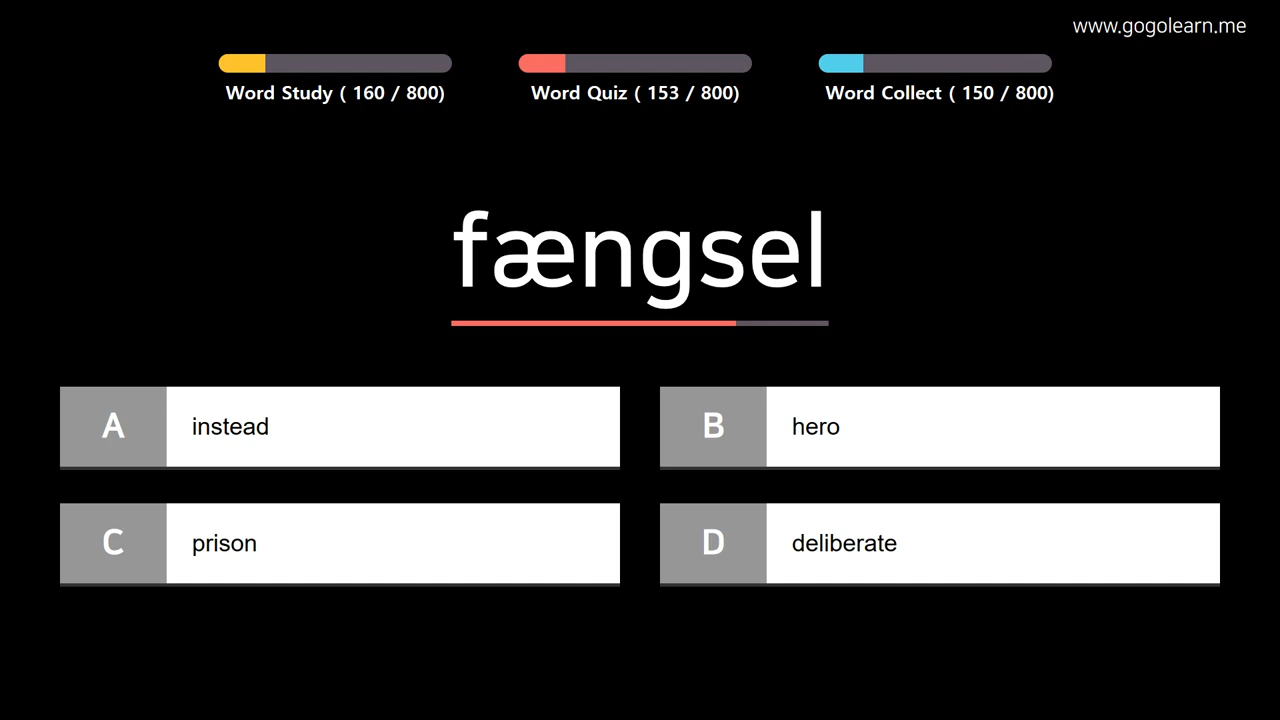 www.gogolearn.me
Word Study ( 160 / 800)
Word Quiz ( 153 / 800)
Word Collect ( 150 / 800)
fængsel
A instead
B hero
C prison
D deliberate